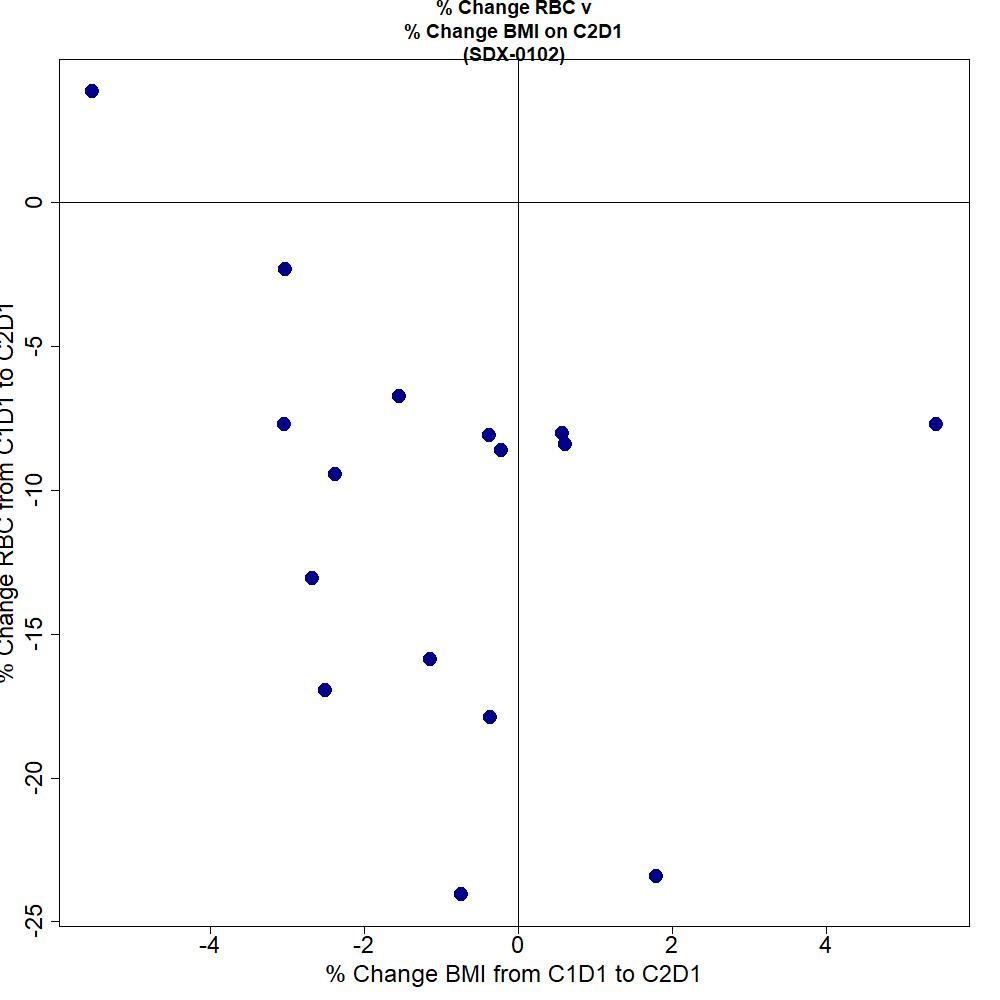 % Change RBC v
% Change BMI on C2D1
(SDX-0102)
% Change RBC from C1D1 to C2D1
0
-5
-10
-15
-20
-25
-4
-2
0
2
4
% Change BMI from C1D1 to C2D1